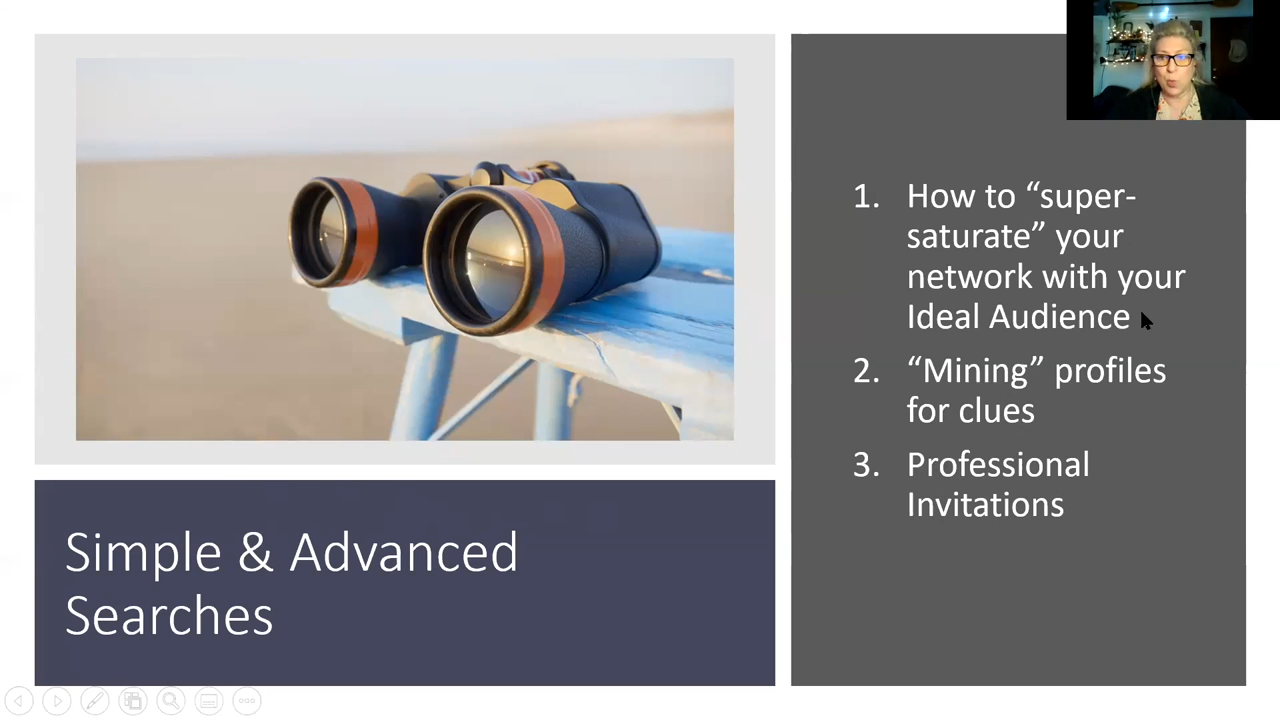 1. How to “super-
saturate” your
network with your
Ideal Audience
2. “Mining” profiles
for clues
3. Professional
Invitations
Simple & Advanced
Searches